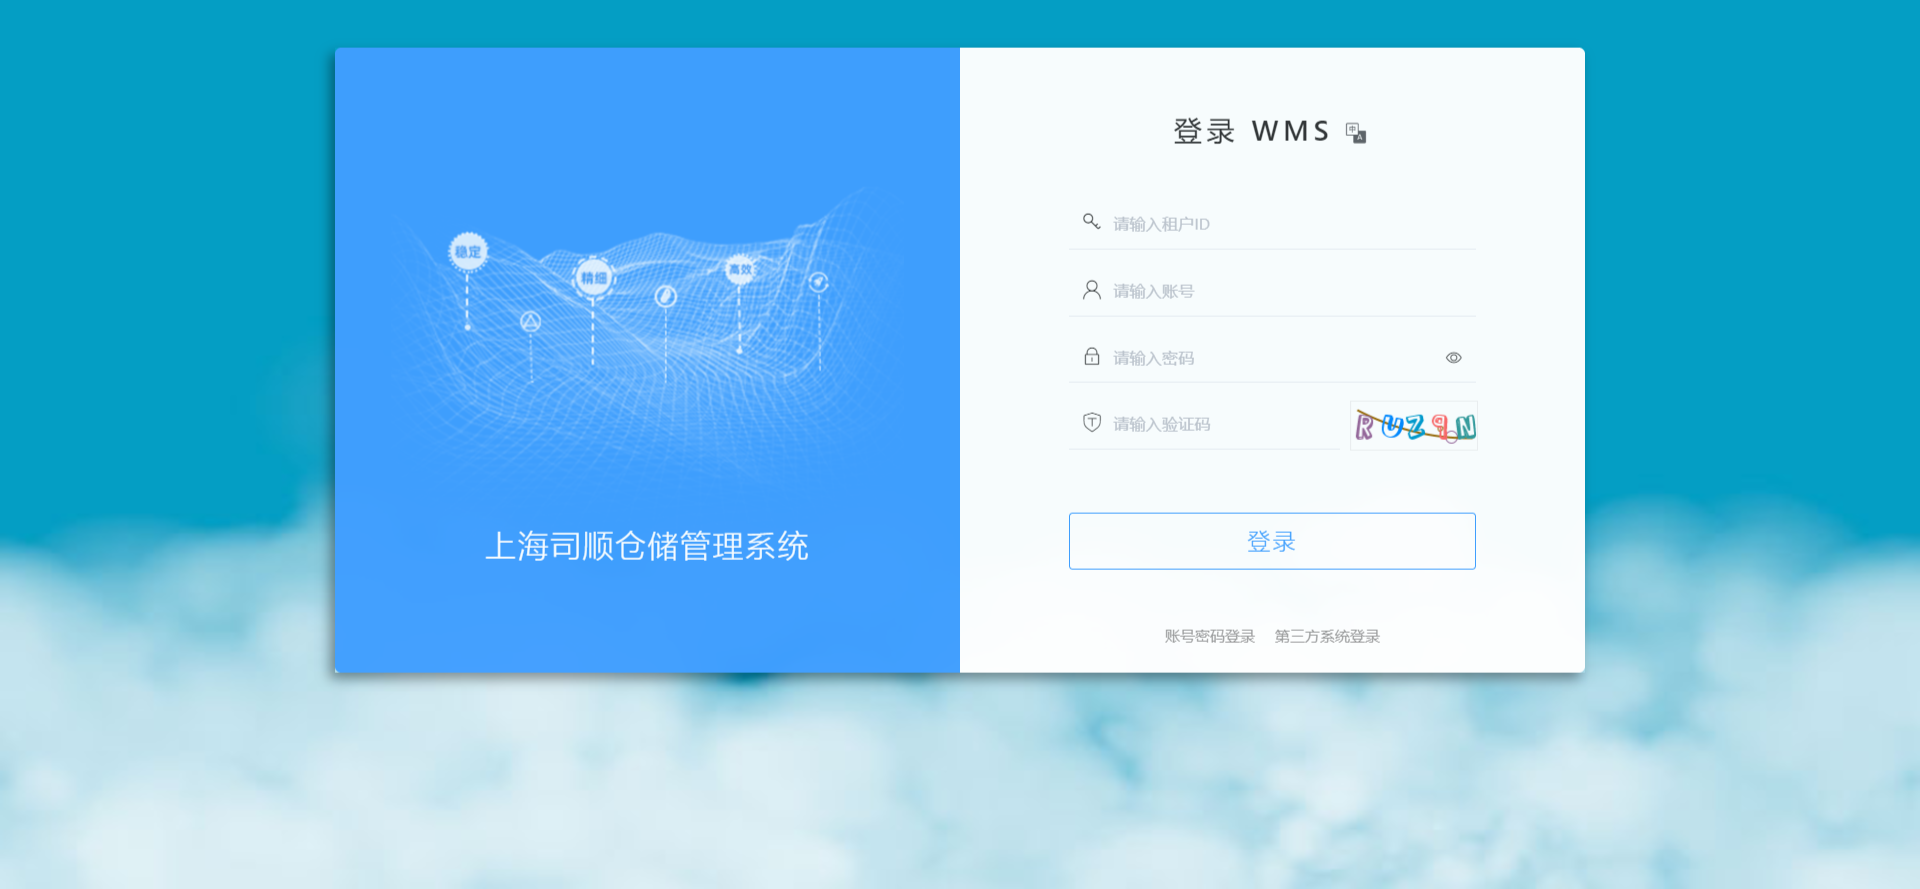 稳定
精细
高效
上海司顺仓储管理系统
登录 WMS
请输入租户ID
请输入账号
请输入密码
请输入验证码
RUZ9N
登录
账号密码登录 第三方系统登录